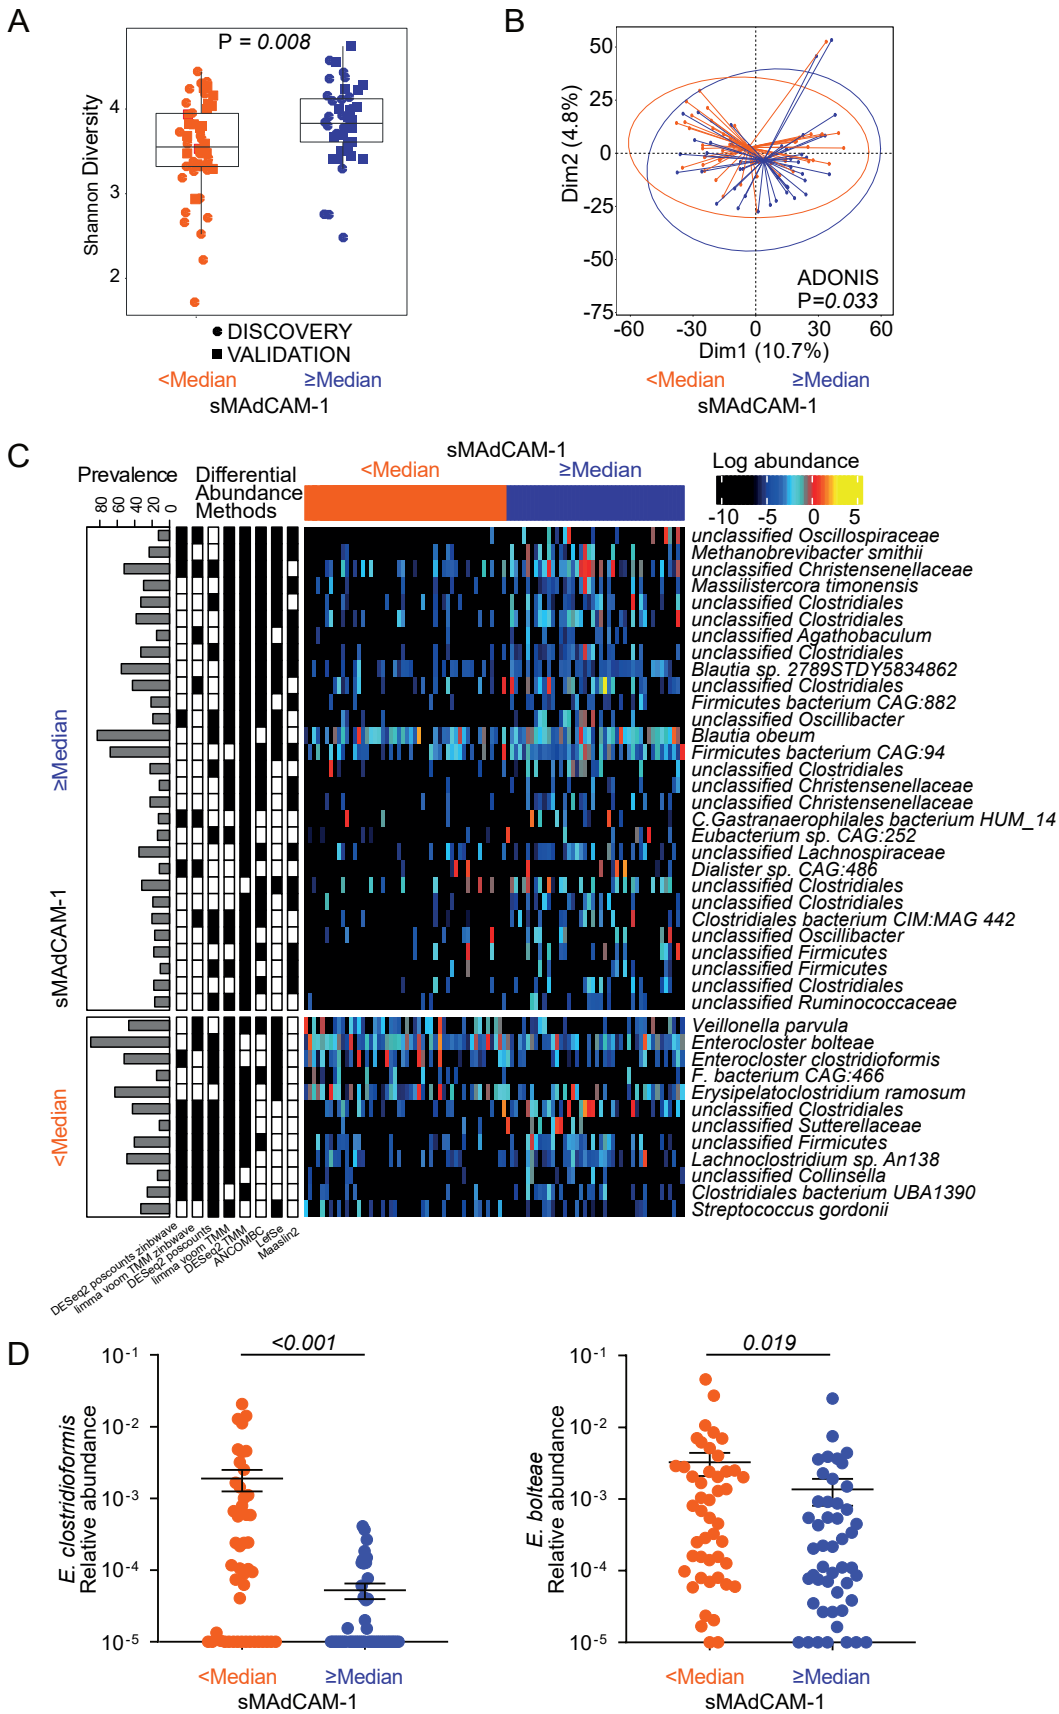 A
P = 0.008
Shannon Diversity
4
3
2
DISCOVERY
VALIDATION
<Median
≥Median
sMAdCAM-1
B
Dim2 (4.8%)
50
25
0
-25
-50
-75
ADONIS
P=0.033
-60
-30
0
30
60
Dim1 (10.7%)
<Median
≥Median
sMAdCAM-1
C
sMAdCAM-1
<Median
≥Median
Prevalence
80
60
40
20
0
Differential
Abundance
Methods
Log abundance
-10
-5
0
5
≥Median
sMAdCAM-1
<Median
unclassified Oscillospiraceae
Methanobrevibacter smithii
unclassified Christensenellaceae
Massilistercora timonensis
unclassified Clostridiales
unclassified Clostridiales
unclassified Agathobaculum
unclassified Clostridiales
Blautia sp. 2789STDY5834862
unclassified Clostridiales
Firmicutes bacterium CAG:882
unclassified Oscillibacter
Blautia obeum
Firmicutes bacterium CAG:94
unclassified Clostridiales
unclassified Christensenellaceae
unclassified Christensenellaceae
C.Gastranaerophilales bacterium HUM_14
Eubacterium sp. CAG:252
unclassified Lachnospiraceae
Dialister sp. CAG:486
unclassified Clostridiales
unclassified Clostridiales
Clostridiales bacterium CIM:MAG 442
unclassified Oscillibacter
unclassified Firmicutes
unclassified Firmicutes
unclassified Clostridiales
unclassified Ruminococcaceae
Veillonella parvula
Enterocloster bolteae
Enterocloster clostridioformis
F. bacterium CAG:466
Erysipelatoclostridium ramosum
unclassified Clostridiales
unclassified Sutterellaceae
unclassified Firmicutes
Lachnoclostridium sp. An138
unclassified Collinsella
Clostridiales bacterium UBA1390
Streptococcus gordonii
DESeq2 poscounts zinbwave
limma voom TMM zinbwave
DESeq2 poscounts
limma voom TMM
DESeq2 TMM
ANCOMBC
LefSe
Maaslin2
D
<0.001
E. clostridioformis
Relative abundance
10-1
10-2
10-3
10-4
10-5
<Median
≥Median
sMAdCAM-1
0.019
E. bolteae
Relative abundance
10-1
10-2
10-3
10-4
10-5
<Median
≥Median
sMAdCAM-1